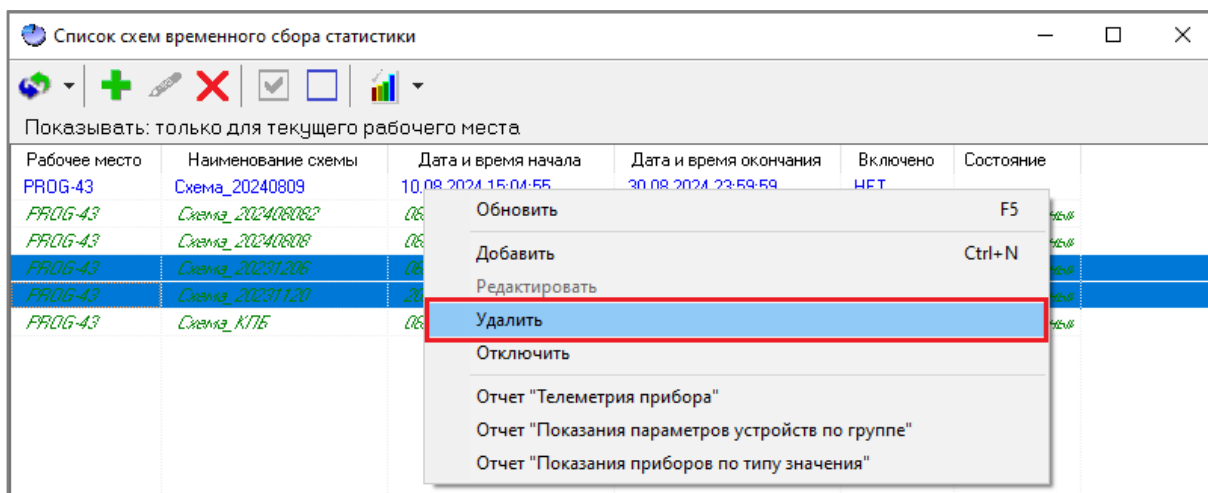 Список схем временного сбора статистики
Показывать: только для текущего рабочего места
Рабочее место Наименование схемы Дата и время начала Дата и время окончания Включено Состояние
PROG-43 Схема_20240809 10.08.2024 15:04:55 30.08.2024 23:59:59 НЕТ
PROG-43 Схема_202408082
PROG-43 Схема_20240808
PROG-43 Схема_20231206
PROG-43 Схема_20231120
PROG-43 Схема_КПБ
Обновить F5
Добавить Ctrl+N
Редактировать
Удалить
Отключить
Отчет "Телеметрия прибора"
Отчет "Показания параметров устройств по группе"
Отчет "Показания приборов по типу значения"